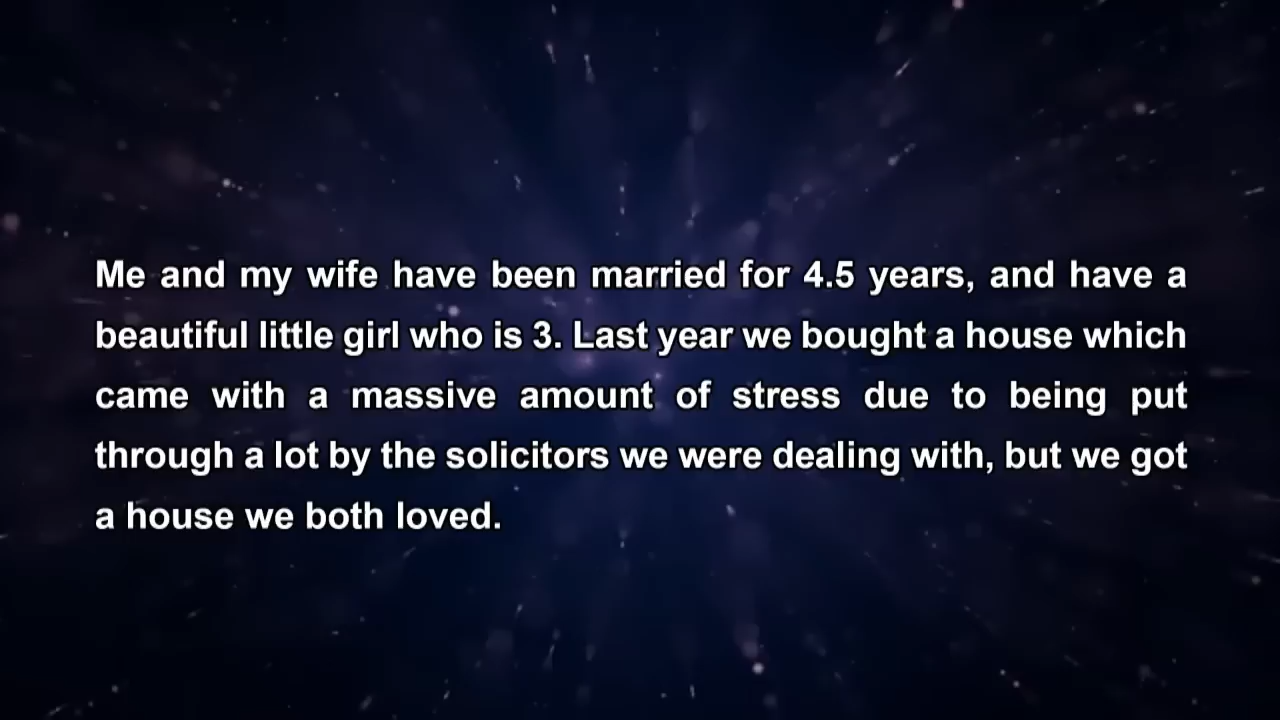 Me and my wife have been married for 4.5 years, and have a
beautiful little girl who is 3. Last year we bought a house which
came with a massive amount of stress due to being put
through a lot by the solicitors we were dealing with, but we got
a house we both loved.